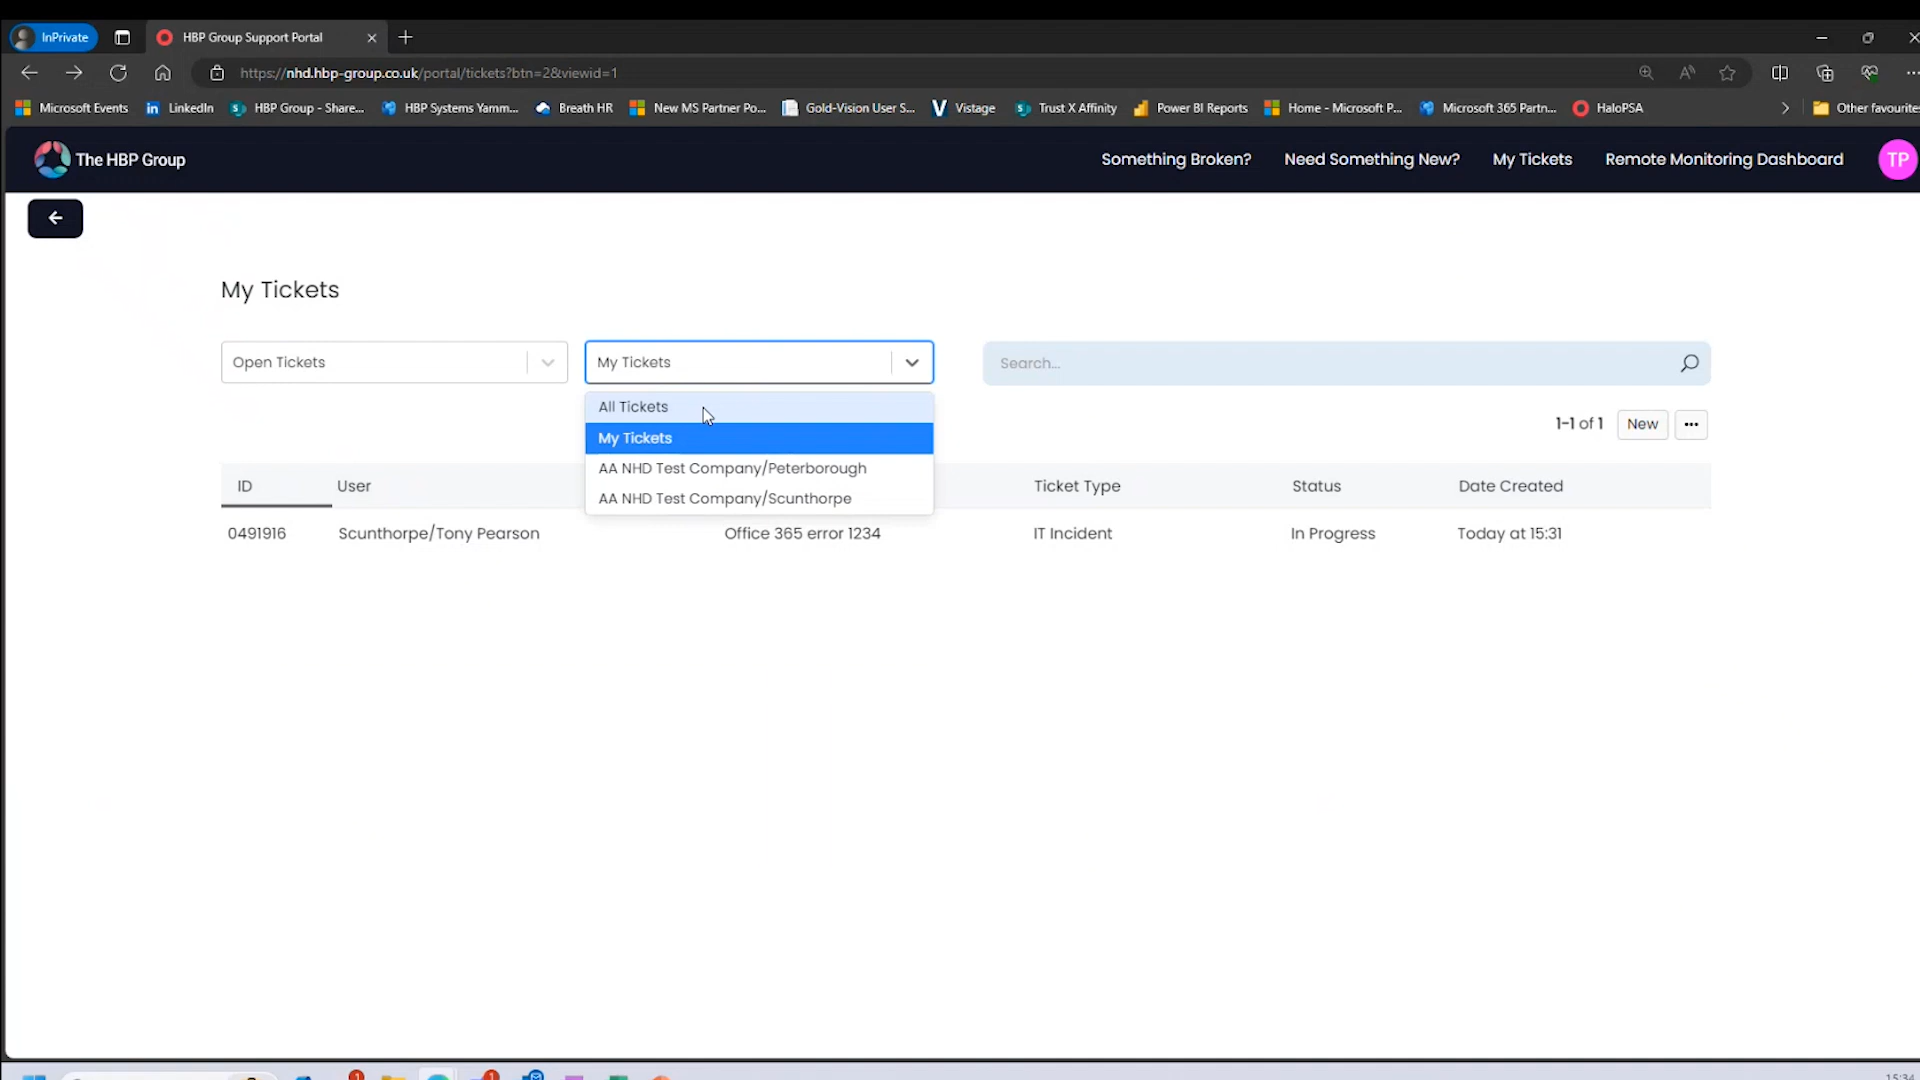 InPrivate
HBP Group Support Portal
https://nhd.hbp-group.co.uk/portal/tickets?btn=2&viewid=1
Microsoft Events
LinkedIn
HBP Group - Share...
HBP Systems Yamm...
Breath HR
New MS Partner Po...
Gold-Vision User S...
Vistage
Trust X Affinity
Power BI Reports
Home - Microsoft P...
Microsoft 365 Partn...
HaloPSA
Other favourites
The HBP Group
Something Broken?
Need Something New?
My Tickets
Remote Monitoring Dashboard
TP
My Tickets
Open Tickets
My Tickets
Search...
All Tickets
My Tickets
AA NHD Test Company/Peterborough
AA NHD Test Company/Scunthorpe
1-1 of 1
New
ID
User
Ticket Type
Status
Date Created
0491916
Scunthorpe/Tony Pearson
Office 365 error 1234
IT Incident
In Progress
Today at 15:31
15:34